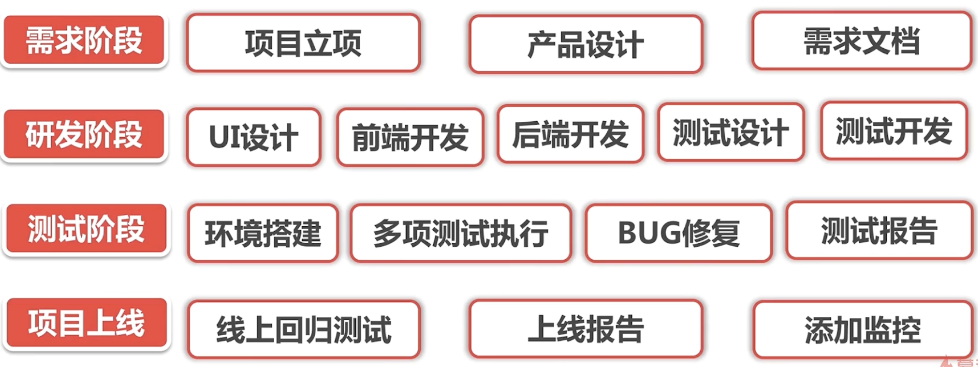 需求阶段 项目立项 产品设计 需求文档
研发阶段 UI设计 前端开发 后端开发 测试设计 测试开发
测试阶段 环境搭建 多项测试执行 BUG修复 测试报告
项目上线 线上回归测试 上线报告 添加监控